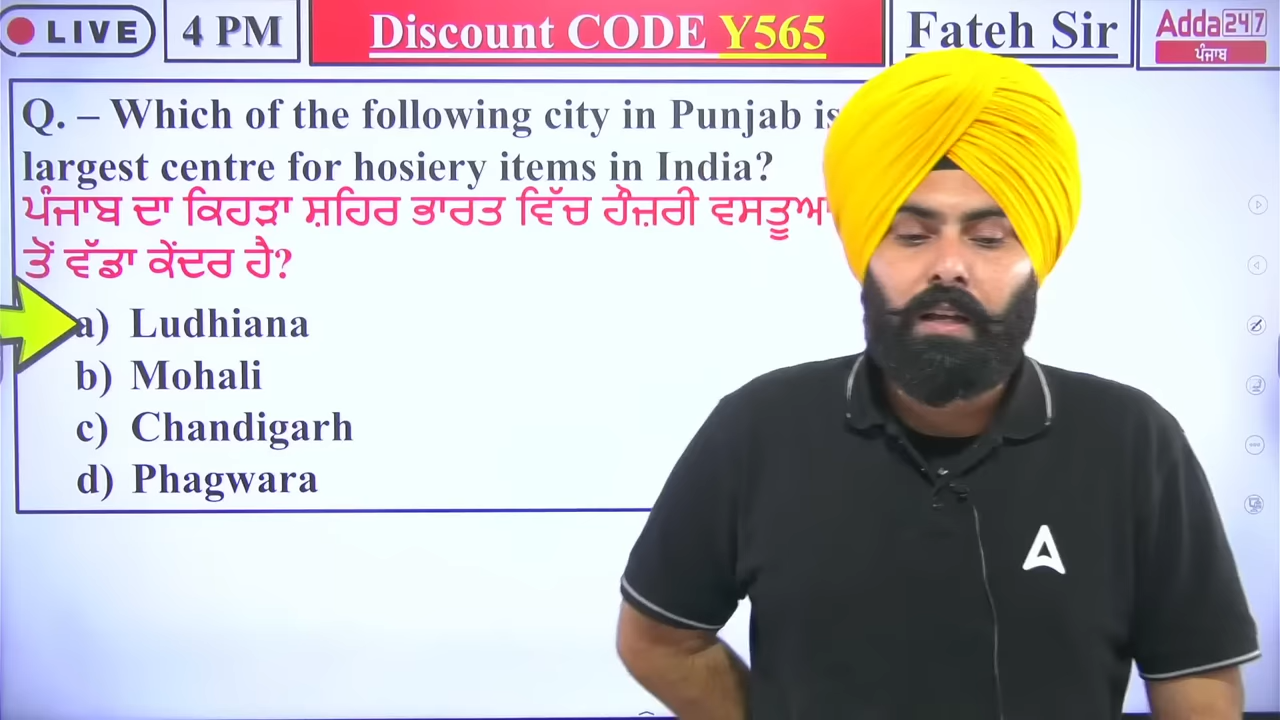 LIVE
4 PM
Discount CODE Y565
Fateh Sir
Adda247
ਪੰਜਾਬ
Q. – Which of the following city in Punjab is
largest centre for hosiery items in India?
ਪੰਜਾਬ ਦਾ ਕਿਹੜਾ ਸ਼ਹਿਰ ਭਾਰਤ ਵਿੱਚ ਹੌਜ਼ਰੀ
ਤੋਂ ਵੱਡਾ ਕੇਂਦਰ ਹੈ?
a) Ludhiana
b) Mohali
c) Chandigarh
d) Phagwara